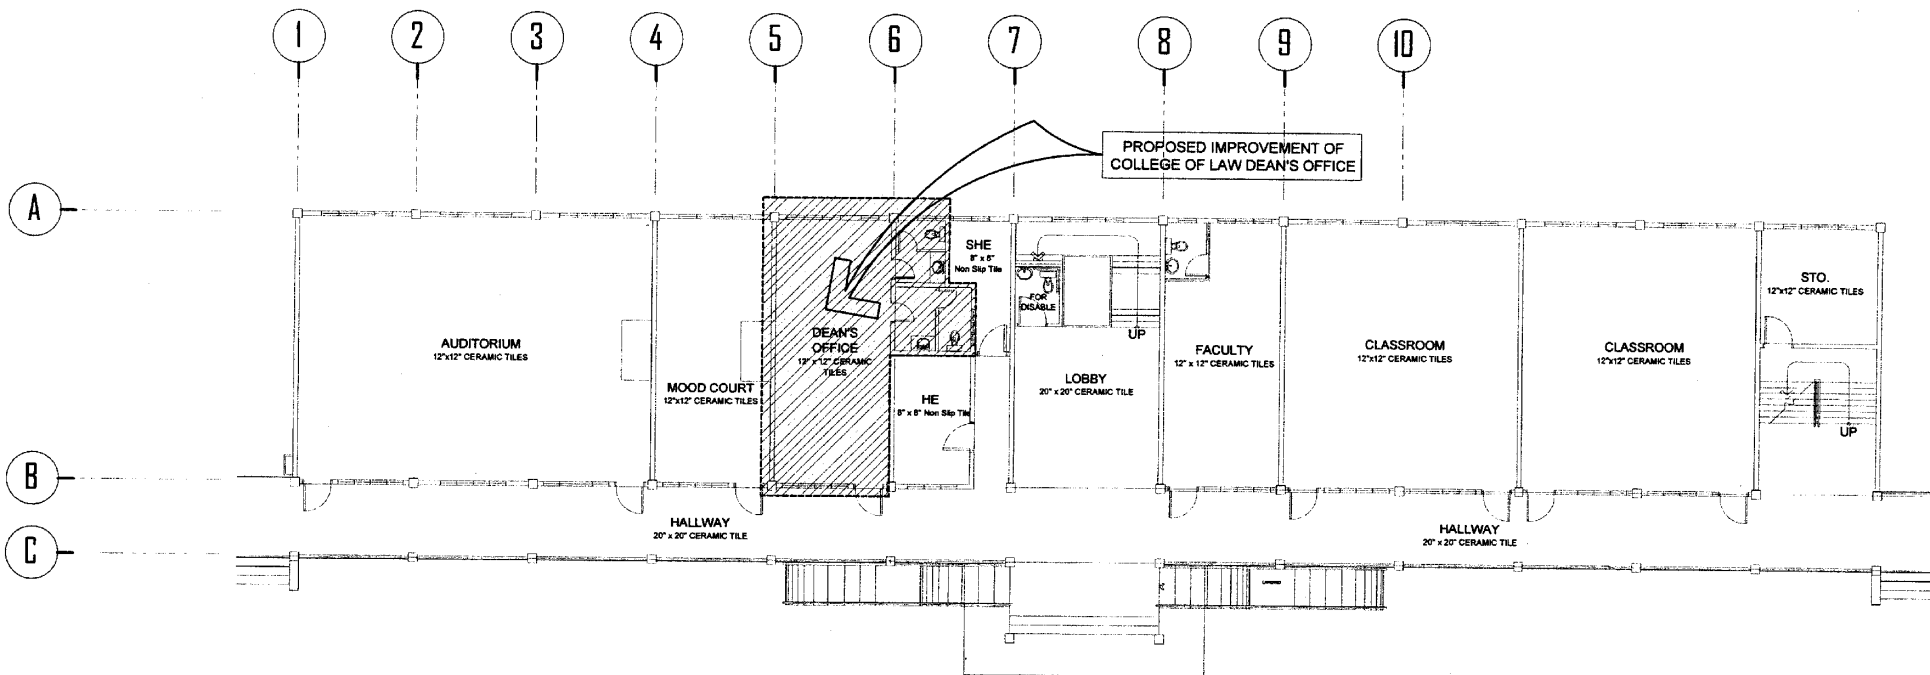 1 2 3 4 5 6 7 8 9 10
PROPOSED IMPROVEMENT OF
COLLEGE OF LAW DEAN'S OFFICE
A
SHE
8" x 8"
Non Slip Tile
STO.
12"x12" CERAMIC TILES
FOR
DISABLE
UP
DEAN'S
OFFICE
12" x 12" CERAMIC
TILES
AUDITORIUM
12"x12" CERAMIC TILES
FACULTY
12" x 12" CERAMIC TILES
CLASSROOM
12"x12" CERAMIC TILES
CLASSROOM
12"x12" CERAMIC TILES
LOBBY
20" x 20" CERAMIC TILE
MOOD COURT
12"x12" CERAMIC TILES
HE
8" x 8" Non Slip Tile
UP
B
HALLWAY
20" x 20" CERAMIC TILE
HALLWAY
20" x 20" CERAMIC TILE
C